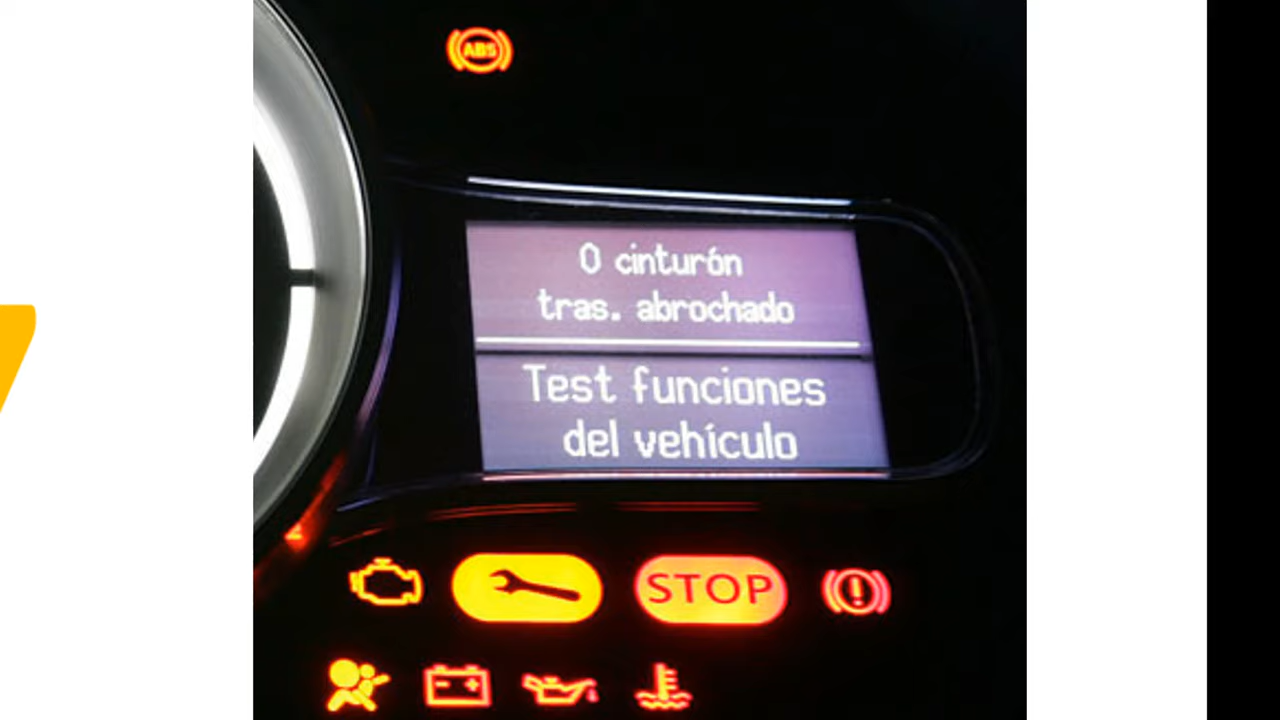 ABS
0 cinturón
tras. abrochado
Test funciones
del vehículo
STOP